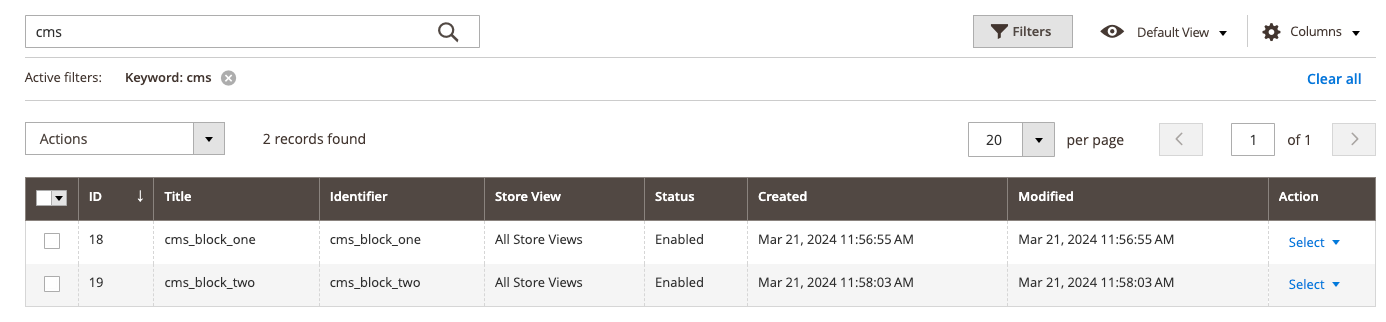 cms
Filters
Default View
Columns
Active filters: Keyword: cms
Clear all
Actions
2 records found
20
per page
1
of 1
ID ↓ Title Identifier Store View Status Created Modified Action
18 cms_block_one cms_block_one All Store Views Enabled Mar 21, 2024 11:56:55 AM Mar 21, 2024 11:56:55 AM Select
19 cms_block_two cms_block_two All Store Views Enabled Mar 21, 2024 11:58:03 AM Mar 21, 2024 11:58:03 AM Select